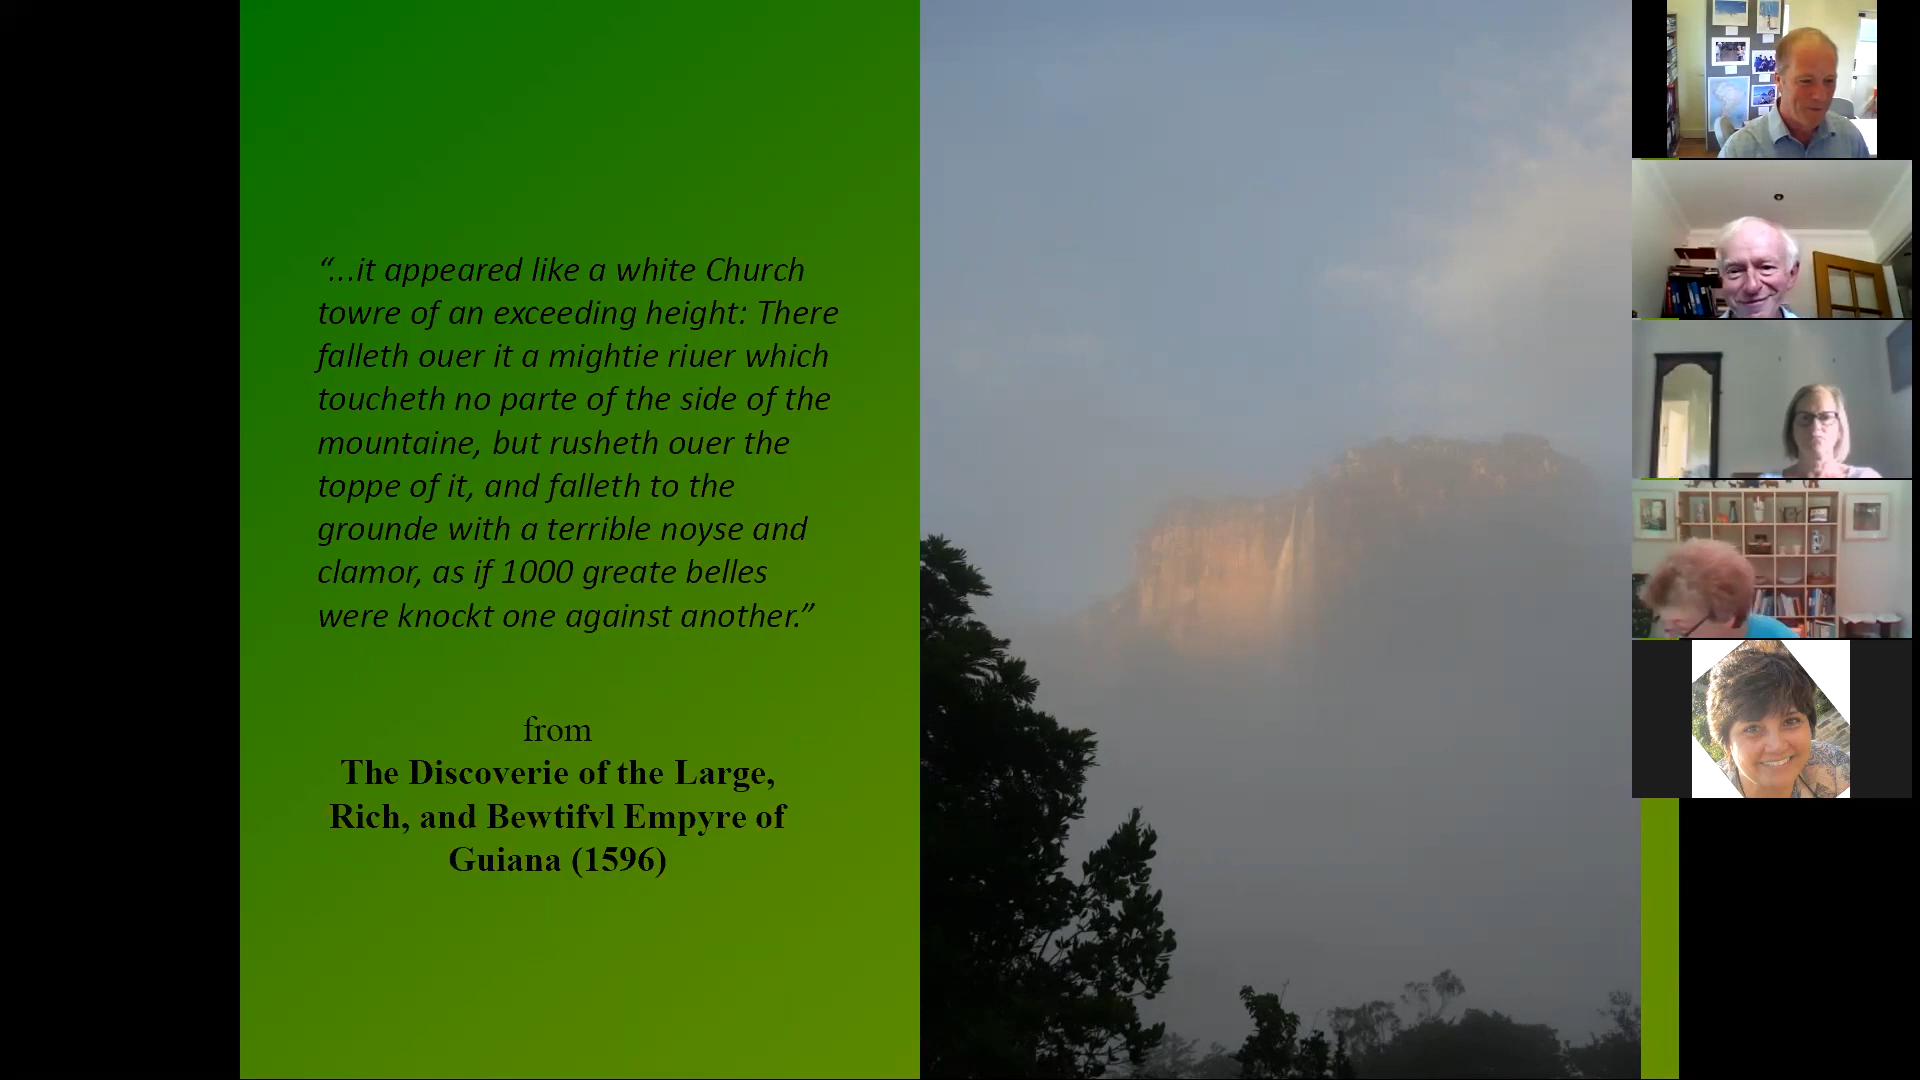 “...it appeared like a white Church
towre of an exceeding height: There
falleth ouer it a mightie riuer which
toucheth no parte of the side of the
mountaine, but rusheth ouer the
toppe of it, and falleth to the
grounde with a terrible noyse and
clamor, as if 1000 greate belles
were knockt one against another.”
from
The Discoverie of the Large,
Rich, and Bewtifvl Empyre of
Guiana (1596)